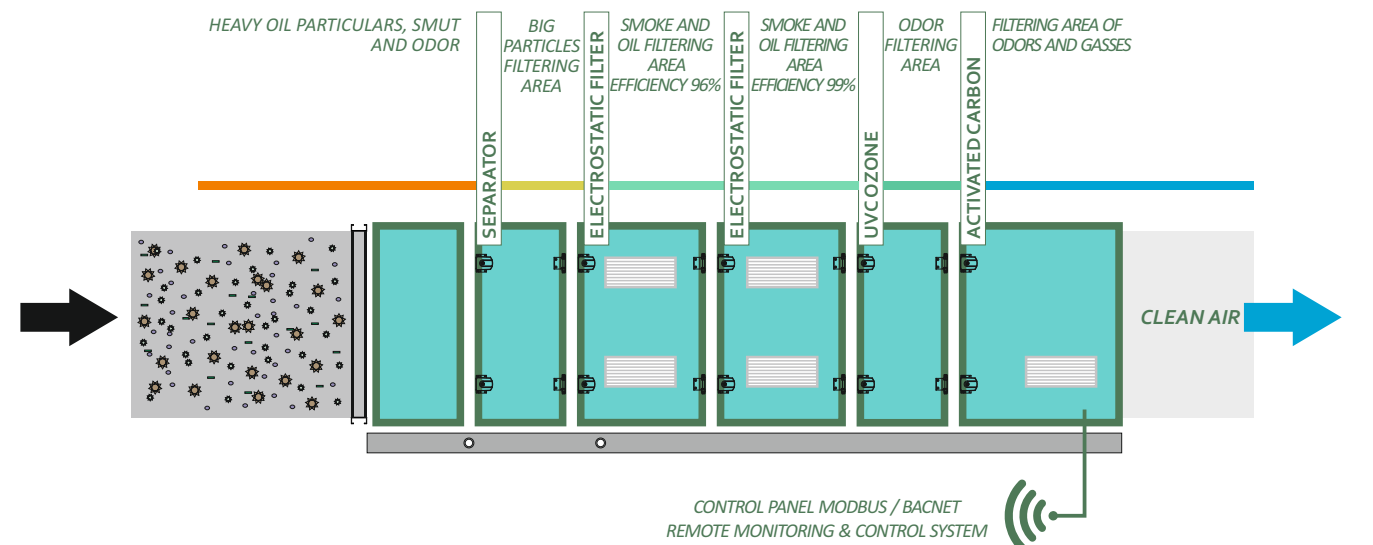 HEAVY OIL PARTICULARS, SMUT
AND ODOR
SEPARATOR
BIG
PARTICLES
FILTERING
AREA
ELECTROSTATIC FILTER
SMOKE AND
OIL FILTERING
AREA
EFFICIENCY 96%
ELECTROSTATIC FILTER
SMOKE AND
OIL FILTERING
AREA
EFFICIENCY 99%
UVC OZONE
ODOR
FILTERING
AREA
ACTIVATED CARBON
FILTERING AREA OF
ODORS AND GASSES
CLEAN AIR
CONTROL PANEL MODBUS / BACNET
REMOTE MONITORING & CONTROL SYSTEM